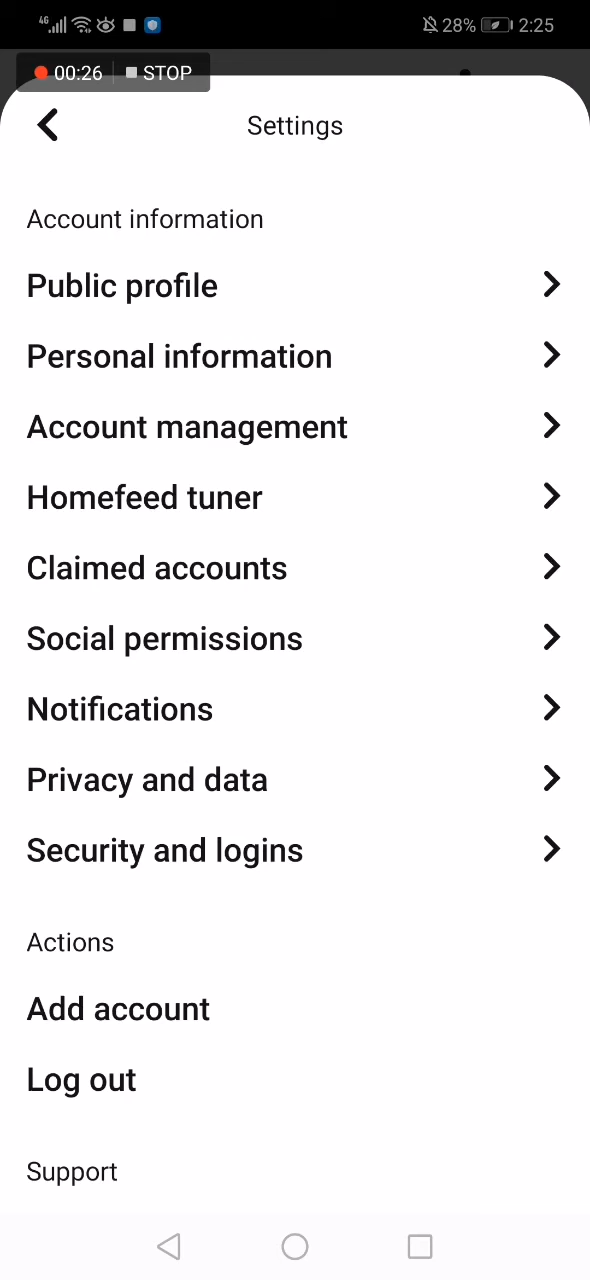 4G 28% 2:25
00:26 STOP
Settings
Account information
Public profile
Personal information
Account management
Homefeed tuner
Claimed accounts
Social permissions
Notifications
Privacy and data
Security and logins
Actions
Add account
Log out
Support